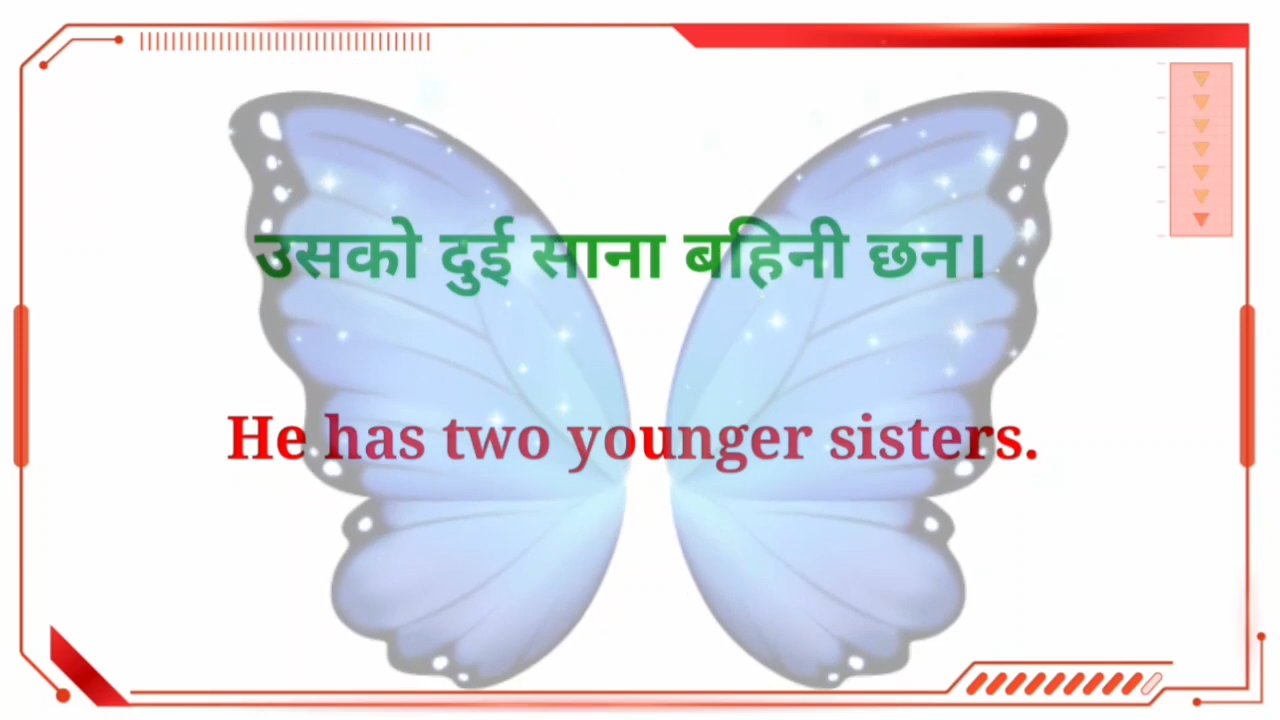 उसको दुई साना बहिनी छन।
He has two younger sisters.